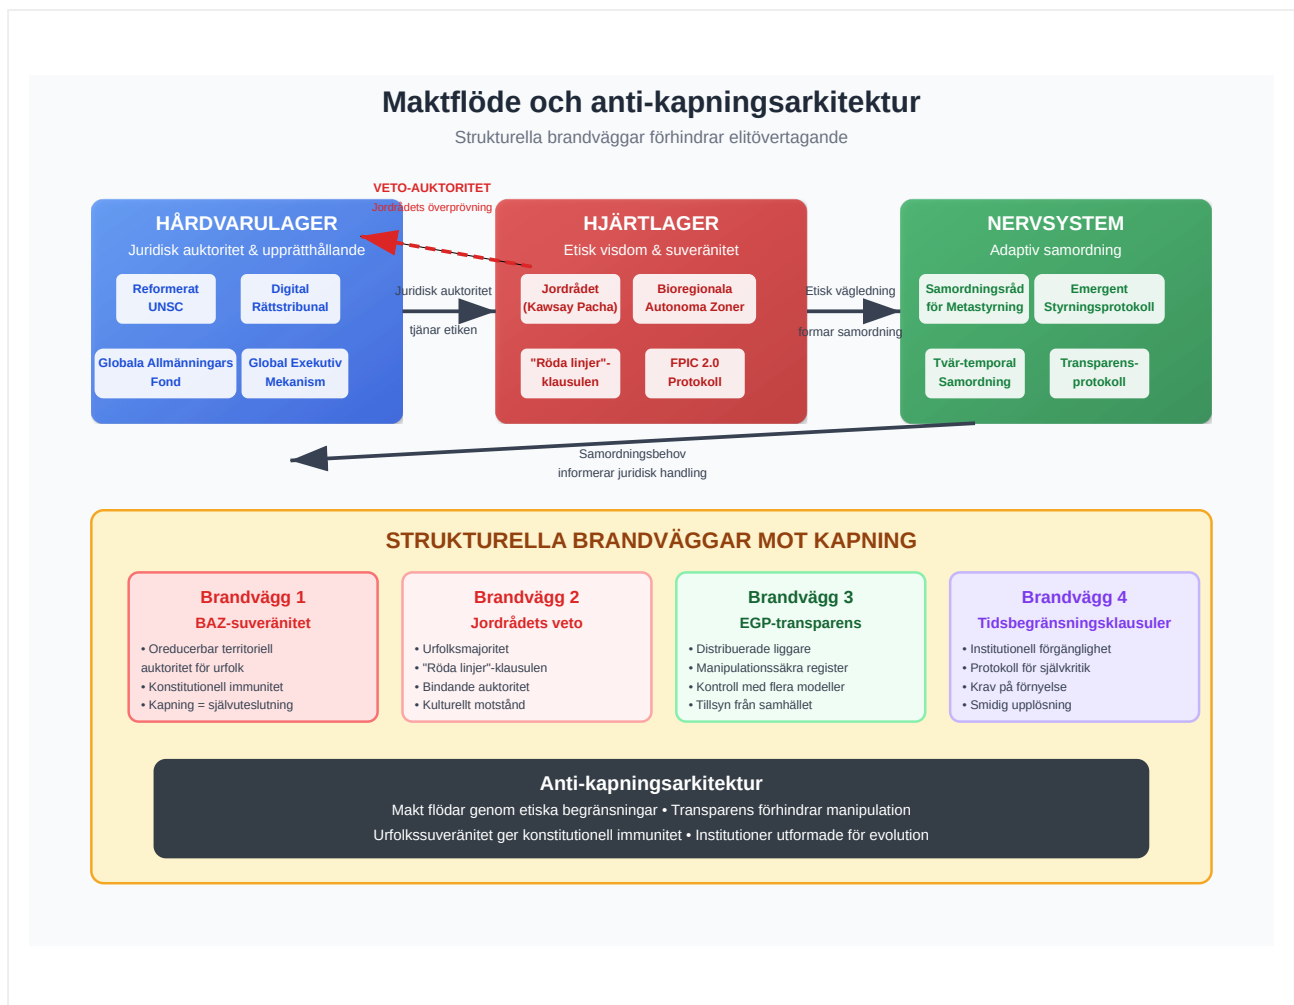 Maktflöde och anti-kapningsarkitektur
Strukturella brandväggar förhindrar elitövertagande
VETO-AUKTORITET
Jordrådets överprövning
HÅRDVARULAGER
Juridisk auktoritet & upprätthållande
Reformerat
UNSC
Digital
Rättstribunal
Globala Allmänningars
Fond
Global Exekutiv
Mekanism
Juridisk auktoritet
tjänar etiken
HJÄRTLAGER
Etisk visdom & suveränitet
Jordrådet
(Kawsay Pacha)
Bioregionala
Autonoma Zoner
"Röda linjer"-
klausulen
FPIC 2.0
Protokoll
Etisk vägledning
formar samordning
NERVSYSTEM
Adaptiv samordning
Samordningsråd
för Metastyrning
Emergent
Styrningsprotokoll
Tvär-temporal
Samordning
Transparens-
protokoll
Samordningsbehov
informerar juridisk handling
STRUKTURELLA BRANDVÄGGAR MOT KAPNING
Brandvägg 1
BAZ-suveränitet
• Oreducerbar territoriell
auktoritet för urfolk
• Konstitutionell immunitet
• Kapning = självuteslutning
Brandvägg 2
Jordrådets veto
• Urfolksmajoritet
• "Röda linjer"-klausulen
• Bindande auktoritet
• Kulturellt motstånd
Brandvägg 3
EGP-transparens
• Distribuerade liggare
• Manipulationssäkra register
• Kontroll med flera modeller
• Tillsyn från samhället
Brandvägg 4
Tidsbegränsningsklausuler
• Institutionell förgänglighet
• Protokoll för självkritik
• Krav på förnyelse
• Smidig upplösning
Anti-kapningsarkitektur
Makt flödar genom etiska begränsningar • Transparens förhindrar manipulation
Urfolkssuveränitet ger konstitutionell immunitet • Institutioner utformade för evolution